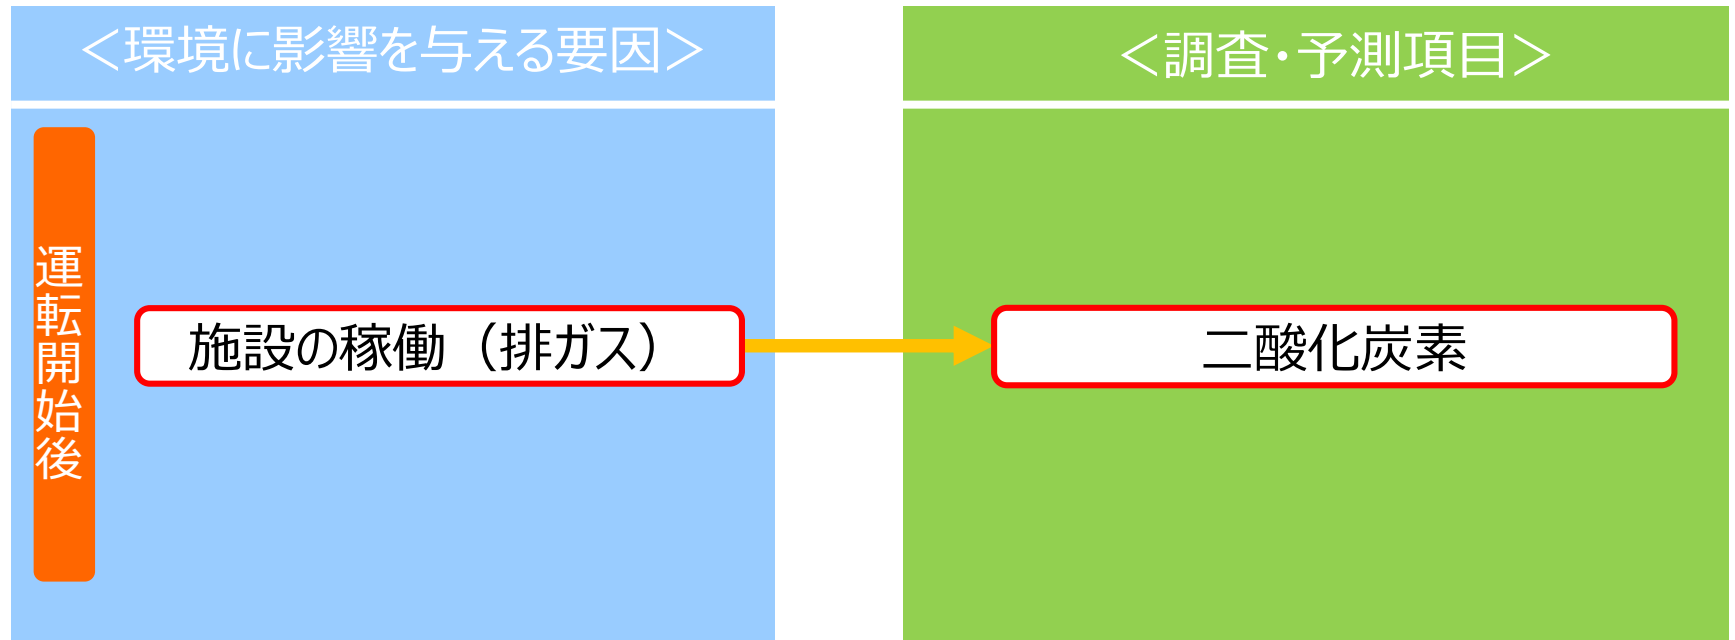 ＜環境に影響を与える要因＞
＜調査・予測項目＞
運転開始後
施設の稼働（排ガス）
二酸化炭素